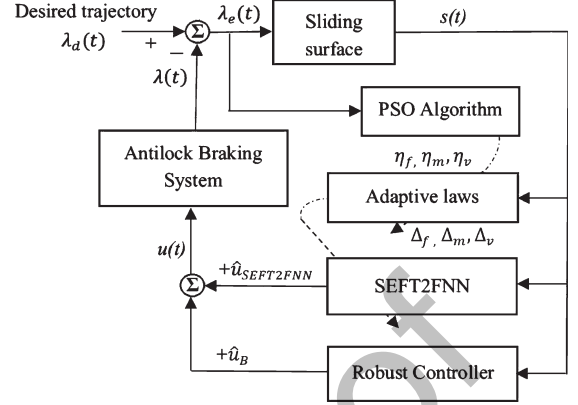 Desired trajectory
λ_d(t)
+
−
Σ
λ_e(t)
Sliding
surface
s(t)
λ(t)
PSO Algorithm
Antilock Braking
System
η_f, η_m, η_v
Adaptive laws
Δ_f, Δ_m, Δ_v
u(t)
+û_SEFT2FNN
SEFT2FNN
Σ
+û_B
Robust Controller
of